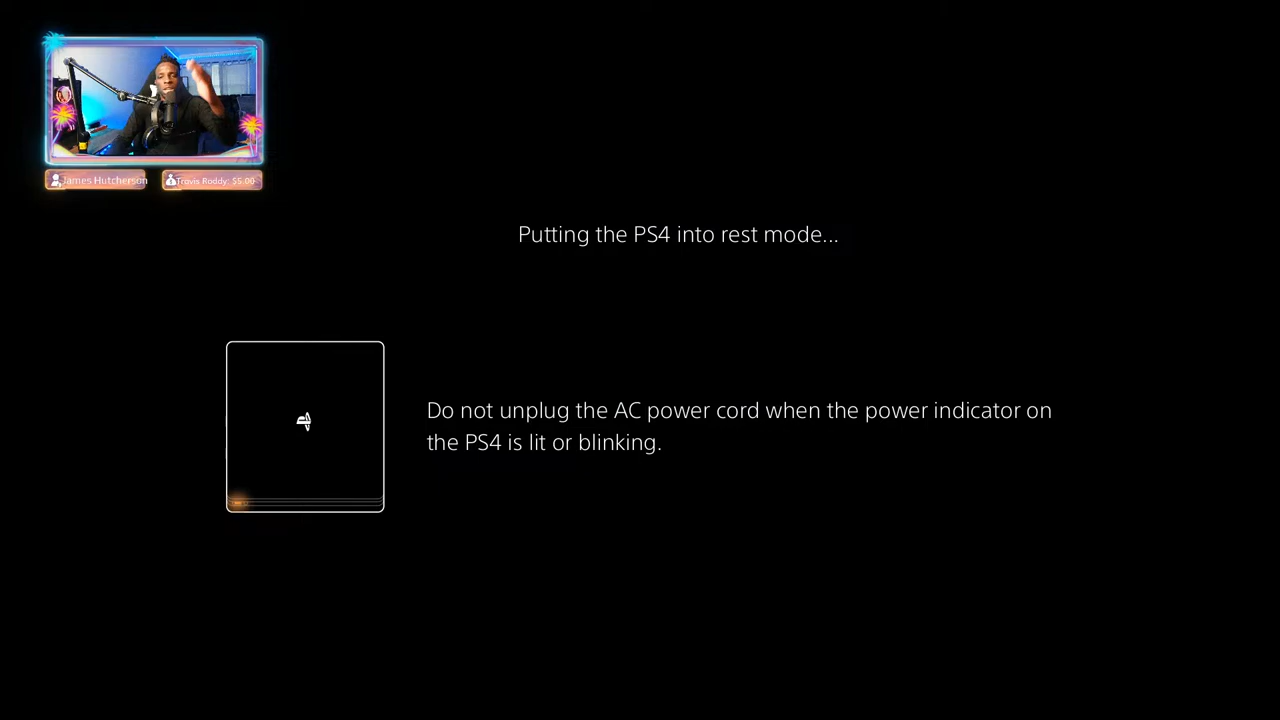 James Hutcherson
Travis Roddy: $5.00
Putting the PS4 into rest mode...
Do not unplug the AC power cord when the power indicator on
the PS4 is lit or blinking.